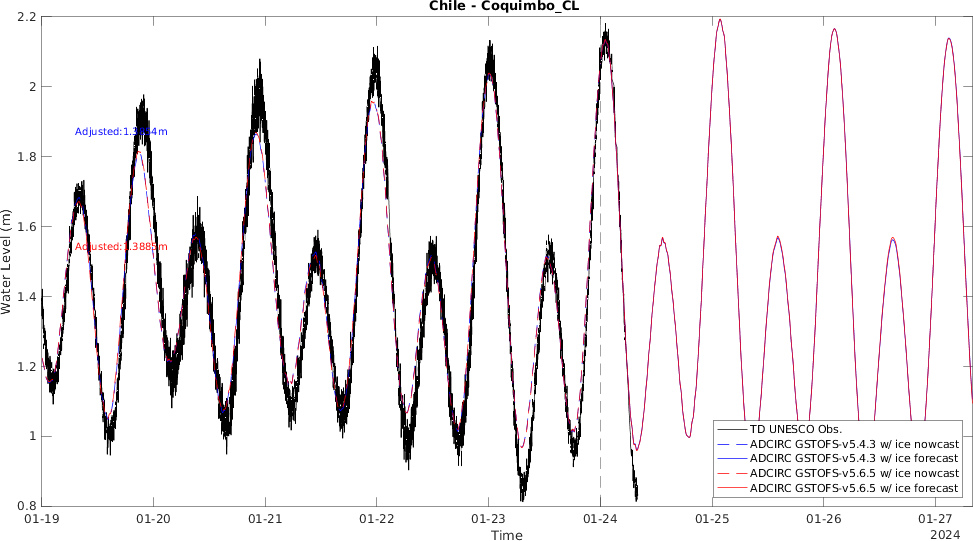 Chile - Coquimbo_CL
2.2
2
1.8
1.6
1.4
1.2
1
0.8
Water Level (m)
Adjusted:
Adjusted:1.3885m
TD UNESCO Obs.
ADCIRC GSTOFS-v5.4.3 w/ ice nowcast
ADCIRC GSTOFS-v5.4.3 w/ ice forecast
ADCIRC GSTOFS-v5.6.5 w/ ice nowcast
ADCIRC GSTOFS-v5.6.5 w/ ice forecast
01-19 01-20 01-21 01-22 01-23 01-24 01-25 01-26 01-27
Time
2024